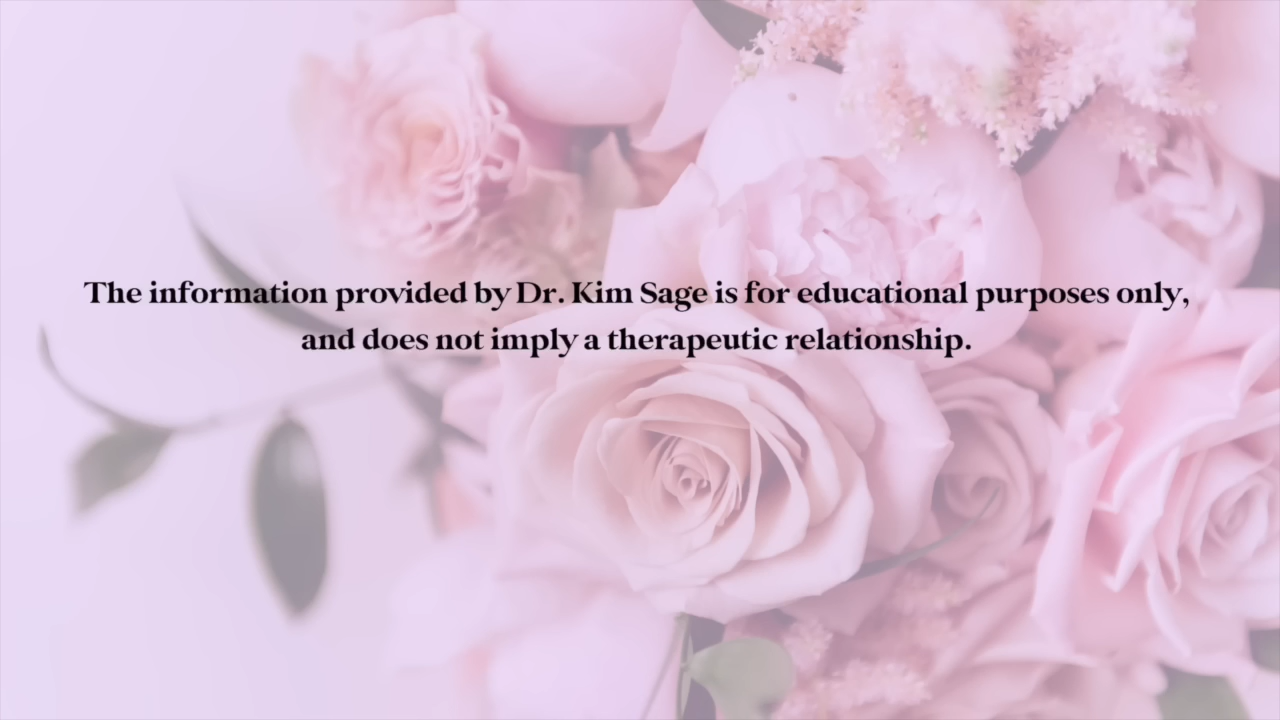 The information provided by Dr. Kim Sage is for educational purposes only,
and does not imply a therapeutic relationship.